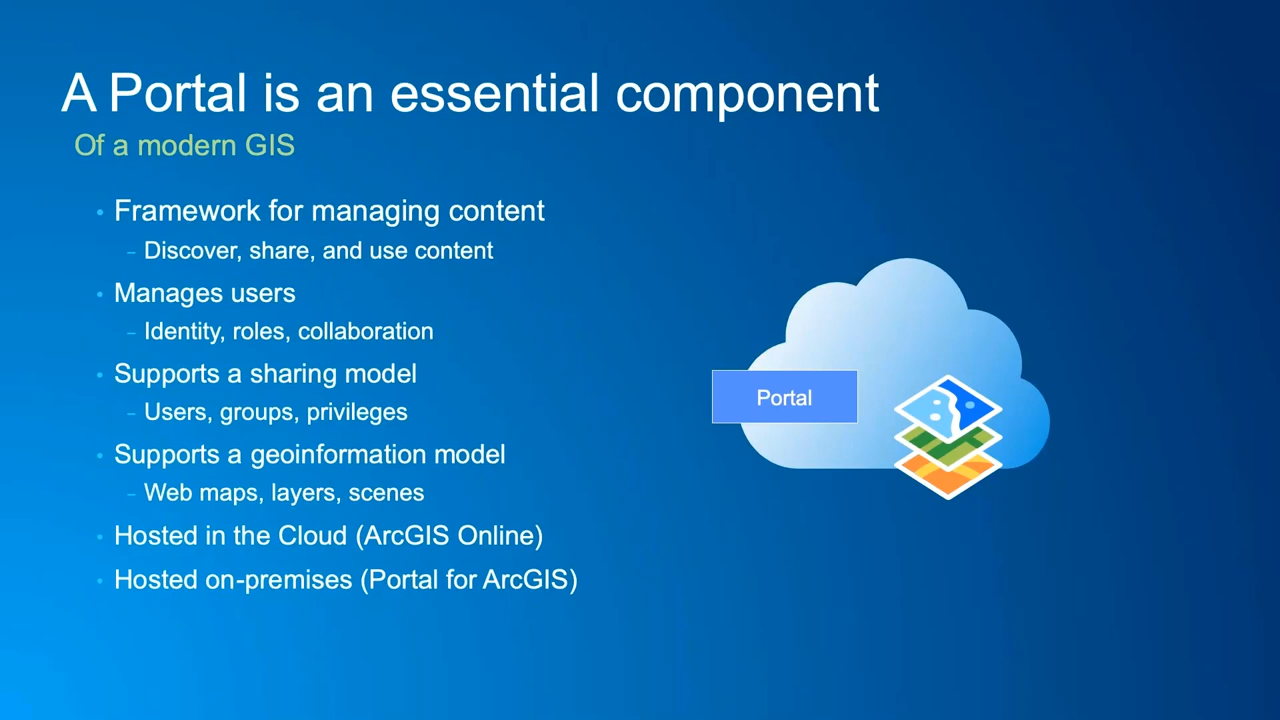 A Portal is an essential component
Of a modern GIS
• Framework for managing content
– Discover, share, and use content
• Manages users
– Identity, roles, collaboration
• Supports a sharing model
– Users, groups, privileges
• Supports a geoinformation model
– Web maps, layers, scenes
• Hosted in the Cloud (ArcGIS Online)
• Hosted on-premises (Portal for ArcGIS)
Portal